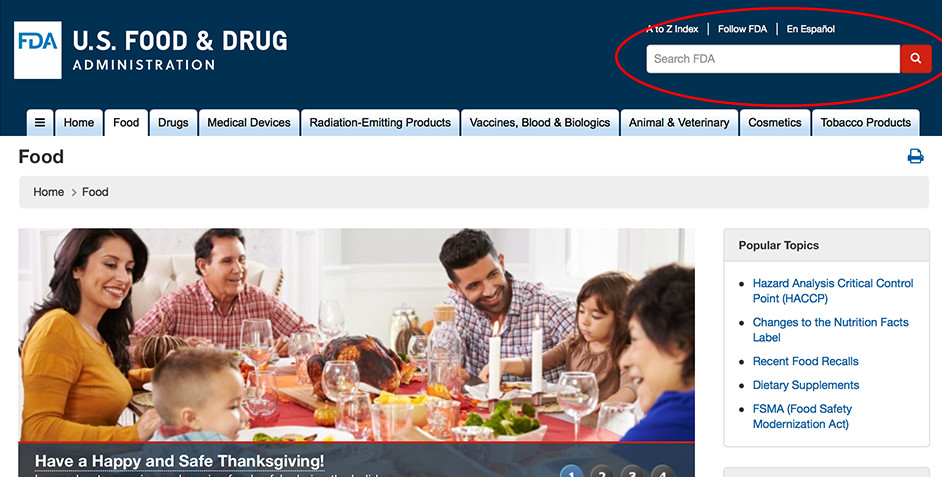 FDA U.S. FOOD & DRUG
ADMINISTRATION
A to Z Index | Follow FDA | En Español
Search FDA
Home Food Drugs Medical Devices Radiation-Emitting Products Vaccines, Blood & Biologics Animal & Veterinary Cosmetics Tobacco Products
Food
Home > Food
Popular Topics
Hazard Analysis Critical Control
Point (HACCP)
Changes to the Nutrition Facts
Label
Recent Food Recalls
Dietary Supplements
FSMA (Food Safety
Modernization Act)
Have a Happy and Safe Thanksgiving!
1 2 3 4